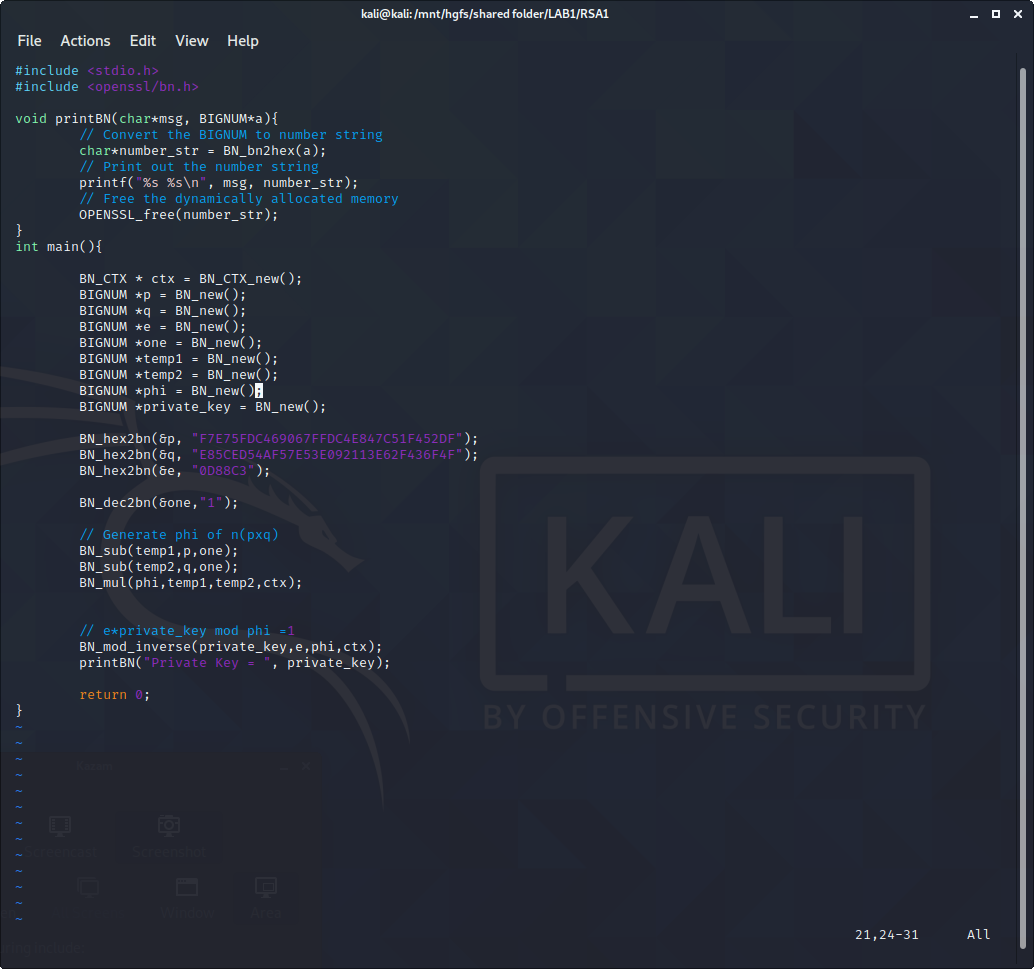 kali@kali: /mnt/hgfs/shared folder/LAB1/RSA1
File Actions Edit View Help
#include <stdio.h>
#include <openssl/bn.h>
void printBN(char*msg, BIGNUM*a){
// Convert the BIGNUM to number string
char*number_str = BN_bn2hex(a);
// Print out the number string
printf("%s %s\n", msg, number_str);
// Free the dynamically allocated memory
OPENSSL_free(number_str);
}
int main(){
BN_CTX * ctx = BN_CTX_new();
BIGNUM *p = BN_new();
BIGNUM *q = BN_new();
BIGNUM *e = BN_new();
BIGNUM *one = BN_new();
BIGNUM *temp1 = BN_new();
BIGNUM *temp2 = BN_new();
BIGNUM *phi = BN_new();
BIGNUM *private_key = BN_new();
BN_hex2bn(&p, "F7E75FDC469067FFDC4E847C51F452DF");
BN_hex2bn(&q, "E85CED54AF57E53E092113E62F436F4F");
BN_hex2bn(&e, "0D88C3");
BN_dec2bn(&one,"1");
// Generate phi of n(pxq)
BN_sub(temp1,p,one);
BN_sub(temp2,q,one);
BN_mul(phi,temp1,temp2,ctx);
// e*private_key mod phi =1
BN_mod_inverse(private_key,e,phi,ctx);
printBN("Private Key = ", private_key);
return 0;
}
~
~
~
~
~
~
~
~
~
~
~
~
~
21,24-31 All
KALI
BY OFFENSIVE SECURITY
Screencast
Screenshot
Window
Area